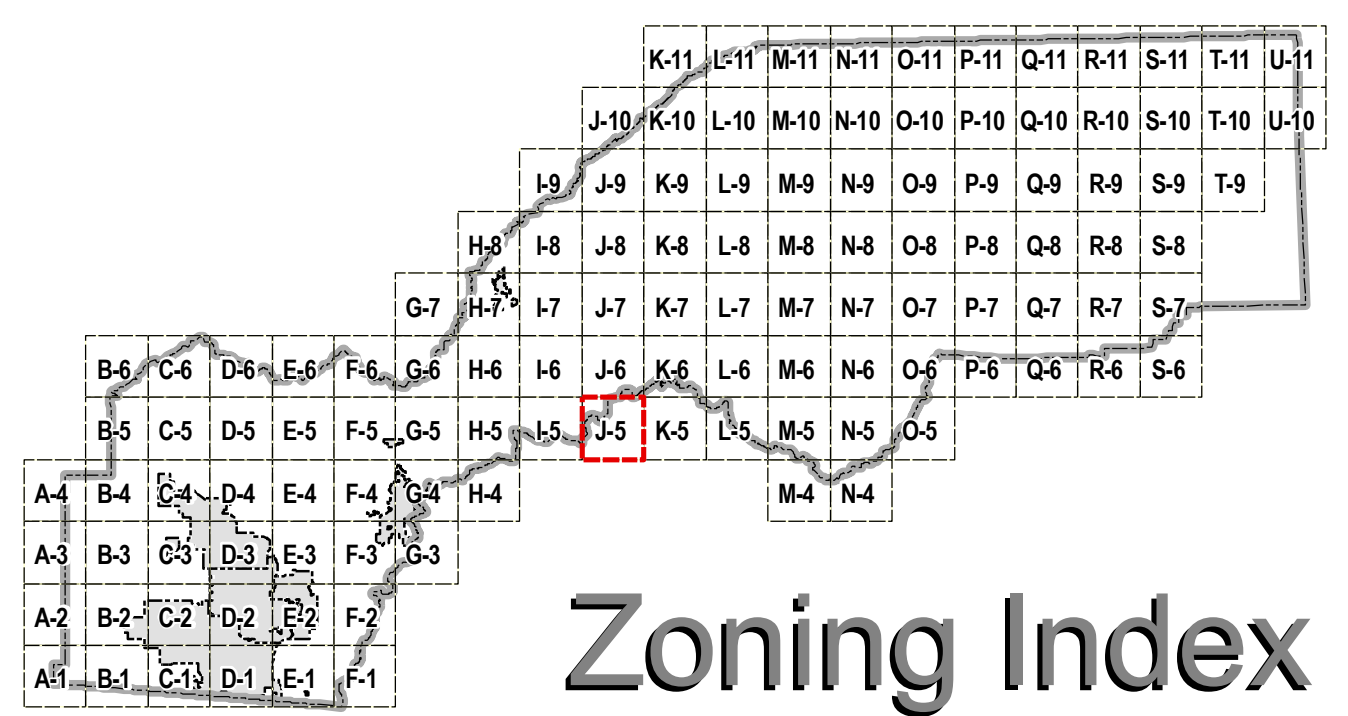 K-11 L-11 M-11 N-11 O-11 P-11 Q-11 R-11 S-11 T-11 U-11
J-10 K-10 L-10 M-10 N-10 O-10 P-10 Q-10 R-10 S-10 T-10 U-10
I-9 J-9 K-9 L-9 M-9 N-9 O-9 P-9 Q-9 R-9 S-9 T-9
H-8 I-8 J-8 K-8 L-8 M-8 N-8 O-8 P-8 Q-8 R-8 S-8
G-7 H-7 I-7 J-7 K-7 L-7 M-7 N-7 O-7 P-7 Q-7 R-7 S-7
B-6 C-6 D-6 E-6 F-6 G-6 H-6 I-6 J-6 K-6 L-6 M-6 N-6 O-6 P-6 Q-6 R-6 S-6
B-5 C-5 D-5 E-5 F-5 G-5 H-5 I-5 J-5 K-5 L-5 M-5 N-5 O-5
A-4 B-4 C-4 D-4 E-4 F-4 G-4 H-4 M-4 N-4
A-3 B-3 C-3 D-3 E-3 F-3 G-3
A-2 B-2 C-2 D-2 E-2 F-2
A-1 B-1 C-1 D-1 E-1 F-1
Zoning Index